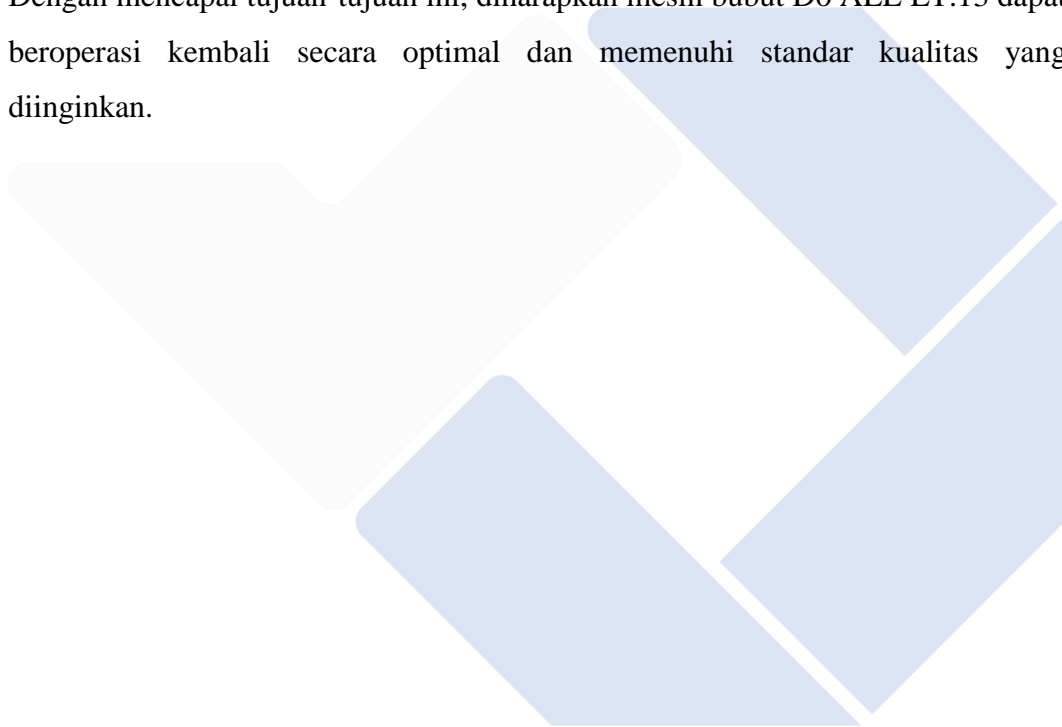 Dengan mencapai tujuan-tujuan ini, diharapkan mesin bubut Do ALL LT.13 dapat
beroperasi kembali secara optimal dan memenuhi standar kualitas yang
diinginkan.